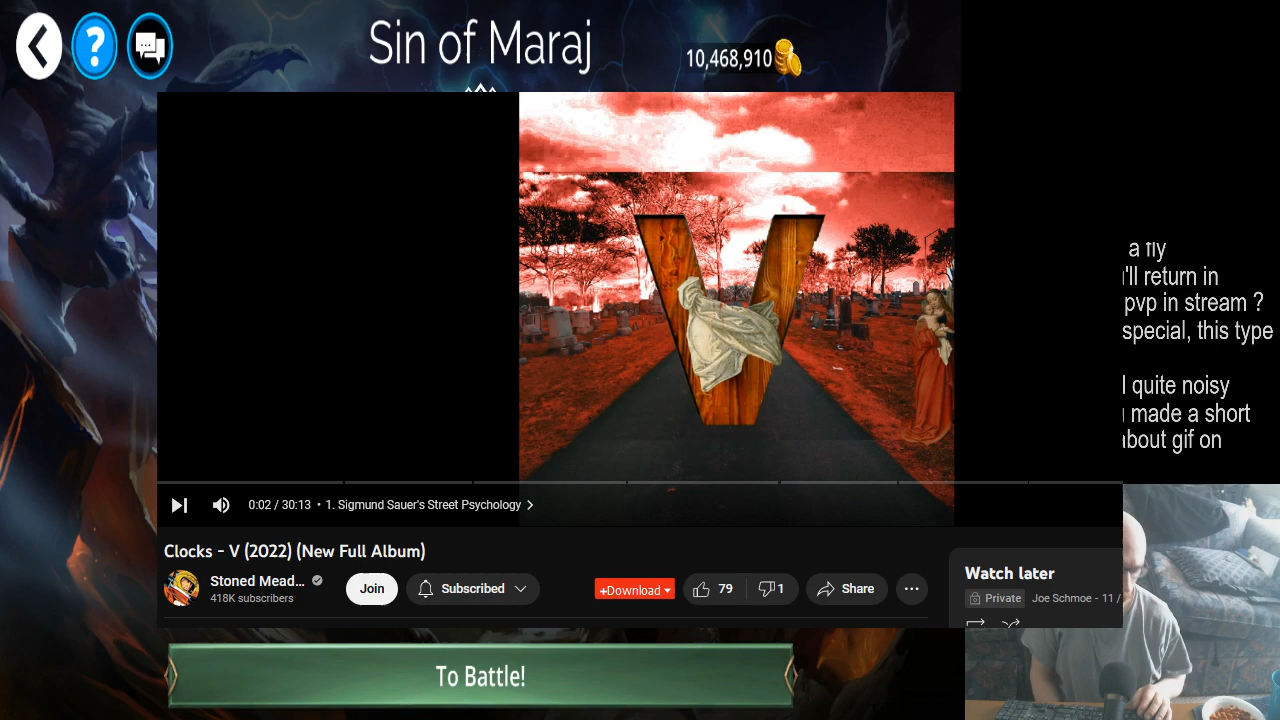 Sin of Maraj
10,468,910
a fly
'll return in
pvp in stream ?
special, this type
quite noisy
made a short
about gif on
V
0:02 / 30:13 • 1. Sigmund Sauer's Street Psychology
Clocks - V (2022) (New Full Album)
Stoned Mead...
418K subscribers
Join
Subscribed
+Download
79
1
Share
...
Watch later
Private
Joe Schmoe - 11 /
To Battle!